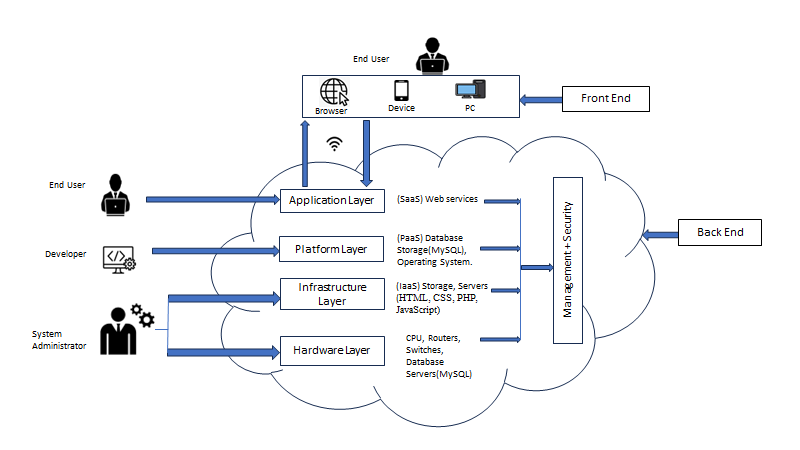 End User
Browser
Device
PC
Front End
End User
Application Layer
(SaaS) Web services
Management + Security
Back End
Developer
Platform Layer
(PaaS) Database
Storage(MySQL),
Operating System.
Infrastructure
Layer
(IaaS) Storage, Servers
(HTML, CSS, PHP,
JavaScript)
System
Administrator
Hardware Layer
CPU, Routers,
Switches,
Database
Servers(MySQL)